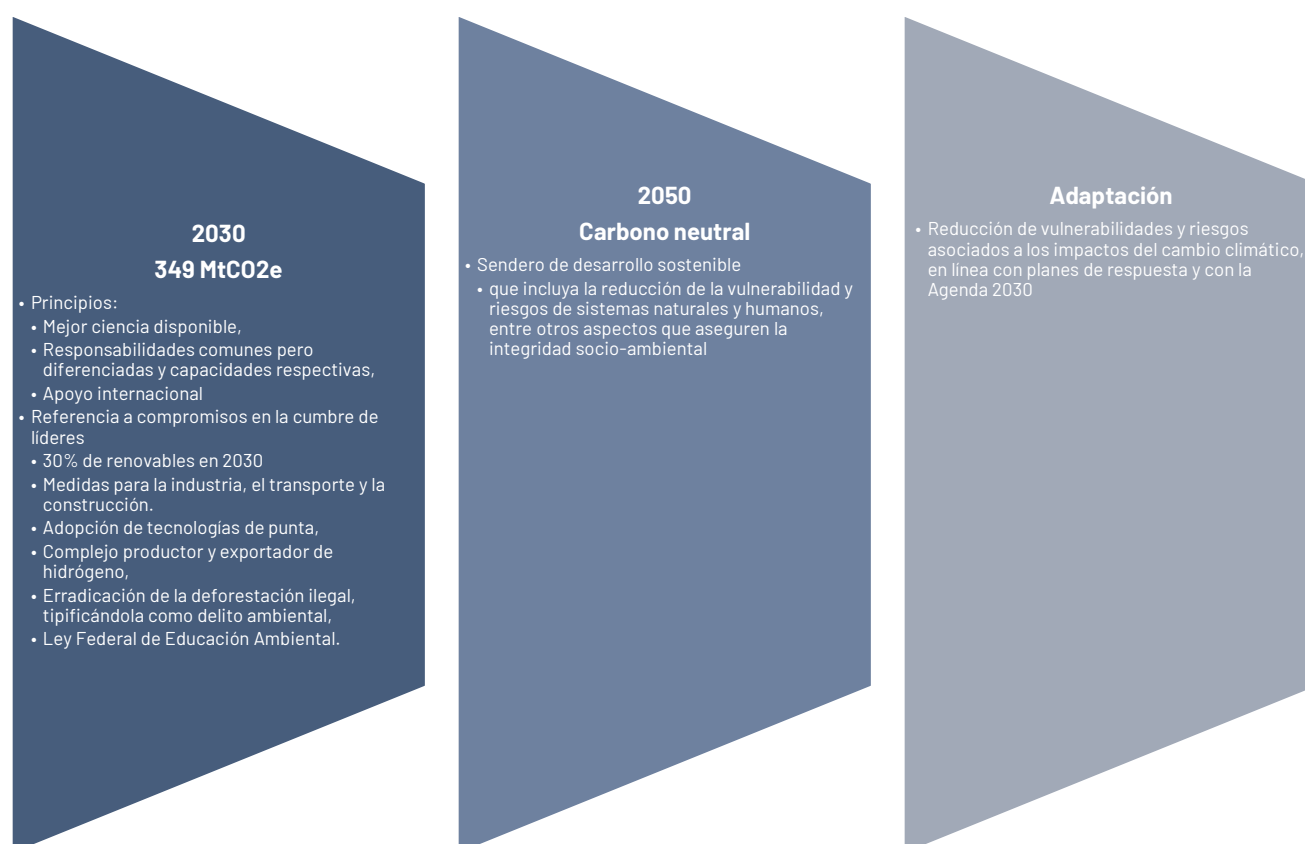 2030
349 MtCO2e
• Principios:
• Mejor ciencia disponible,
• Responsabilidades comunes pero
diferenciadas y capacidades respectivas,
• Apoyo internacional
• Referencia a compromisos en la cumbre de
líderes
• 30% de renovables en 2030
• Medidas para la industria, el transporte y la
construcción.
• Adopción de tecnologías de punta,
• Complejo productor y exportador de
hidrógeno,
• Erradicación de la deforestación ilegal,
tipificándola como delito ambiental,
• Ley Federal de Educación Ambiental.
2050
Carbono neutral
• Sendero de desarrollo sostenible
• que incluya la reducción de la vulnerabilidad y
riesgos de sistemas naturales y humanos,
entre otros aspectos que aseguren la
integridad socio-ambiental
Adaptación
• Reducción de vulnerabilidades y riesgos
asociados a los impactos del cambio climático,
en línea con planes de respuesta y con la
Agenda 2030